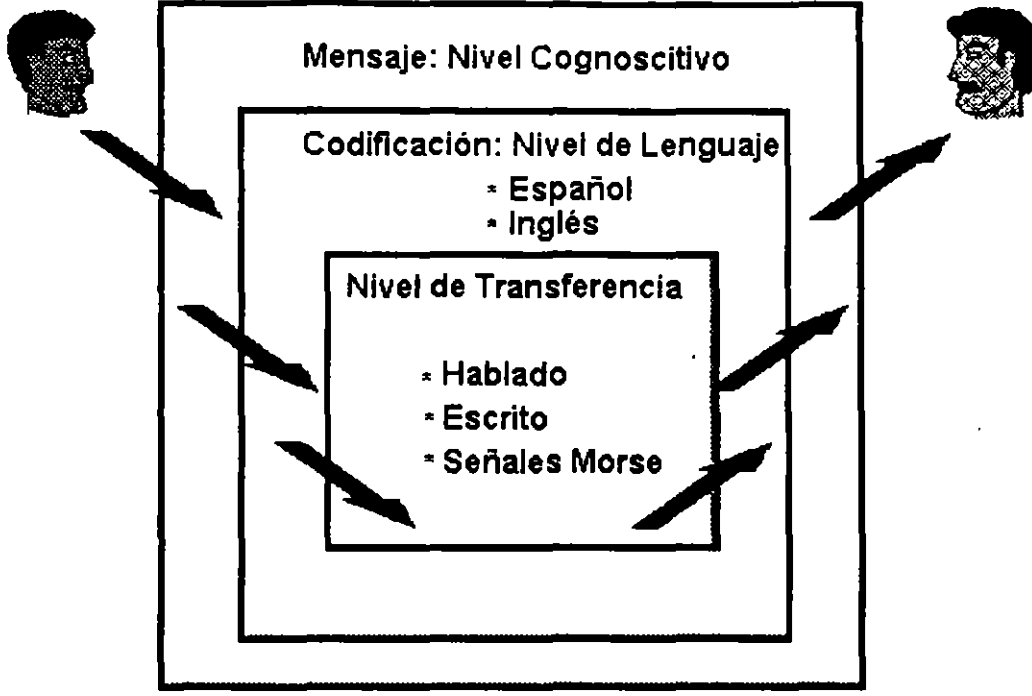 Mensaje: Nivel Cognoscitivo
Codificación: Nivel de Lenguaje
* Español
* Inglés
Nivel de Transferencia
* Hablado
* Escrito
* Señales Morse